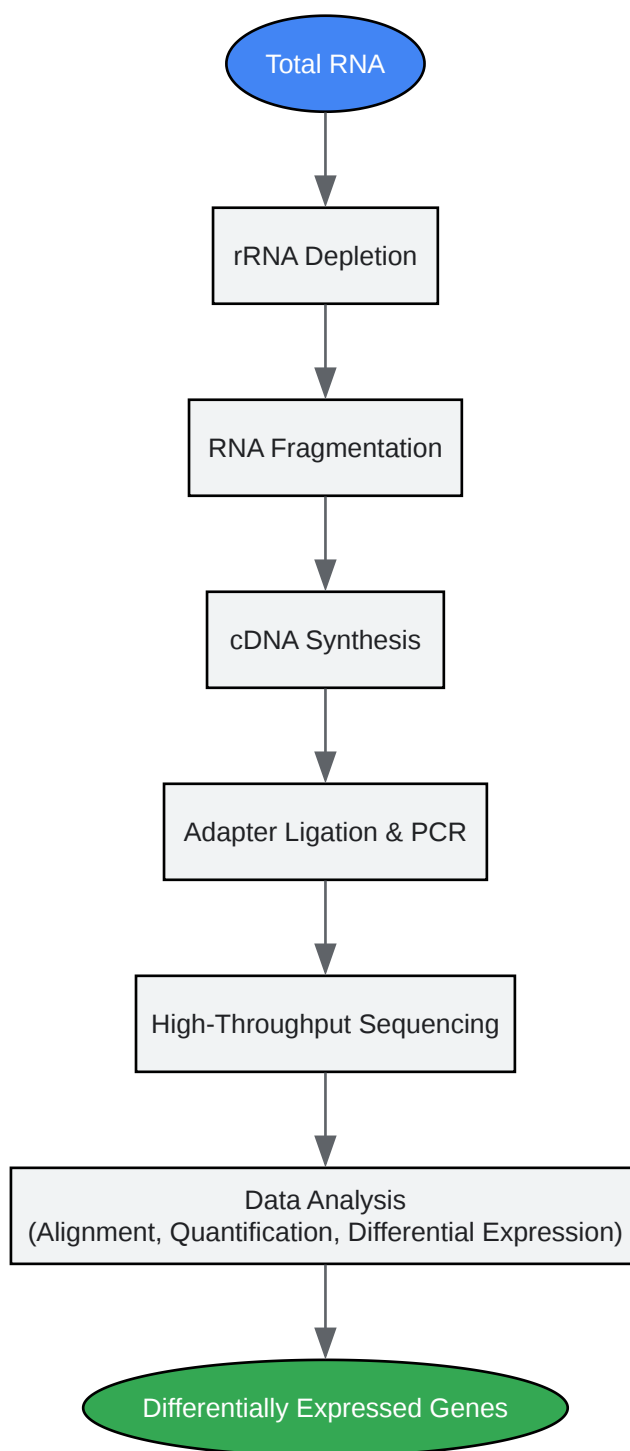 Total RNA
rRNA Depletion
RNA Fragmentation
cDNA Synthesis
Adapter Ligation & PCR
High-Throughput Sequencing
Data Analysis
(Alignment, Quantification, Differential Expression)
Differentially Expressed Genes